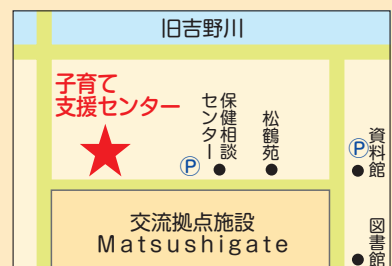 旧吉野川
子育て
支援センター
保健相談
センター
松鶴苑
資料館
P
P
交流拠点施設
Matsushigate
図書館